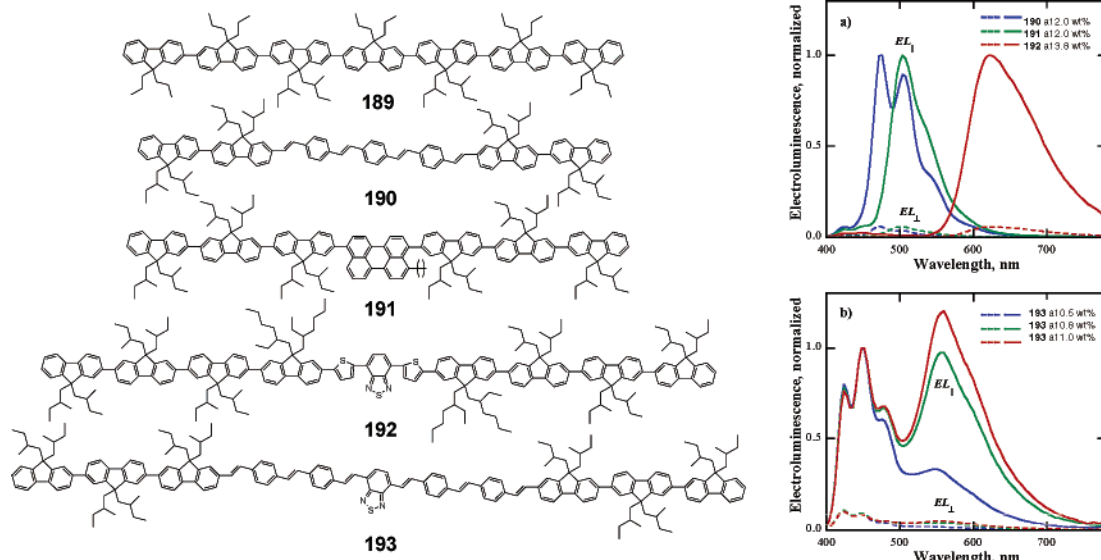 189
190
191
192
193
S
S
N
S
N
N
S
N
a)
190 at 2.0 wt%
191 at 2.0 wt%
192 at 3.8 wt%
EL∥
EL⊥
Electroluminescence, normalized
1.0
0.5
0.0
400
500
600
700
Wavelength, nm
b)
193 at 0.5 wt%
193 at 0.8 wt%
193 at 1.0 wt%
EL∥
EL⊥
Electroluminescence, normalized
1.0
0.5
0.0
400
500
600
700
Wavelength, nm